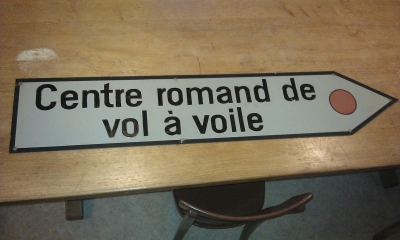 Centre romand de
vol à voile